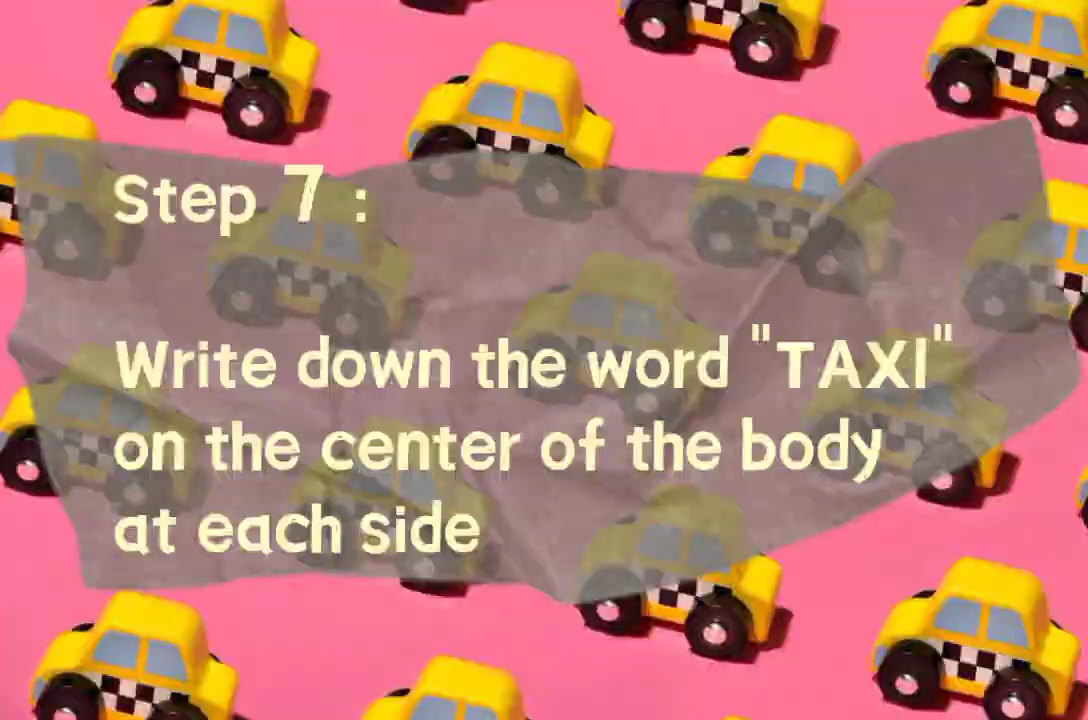 Step 7 :
Write down the word "TAXI"
on the center of the body
at each side